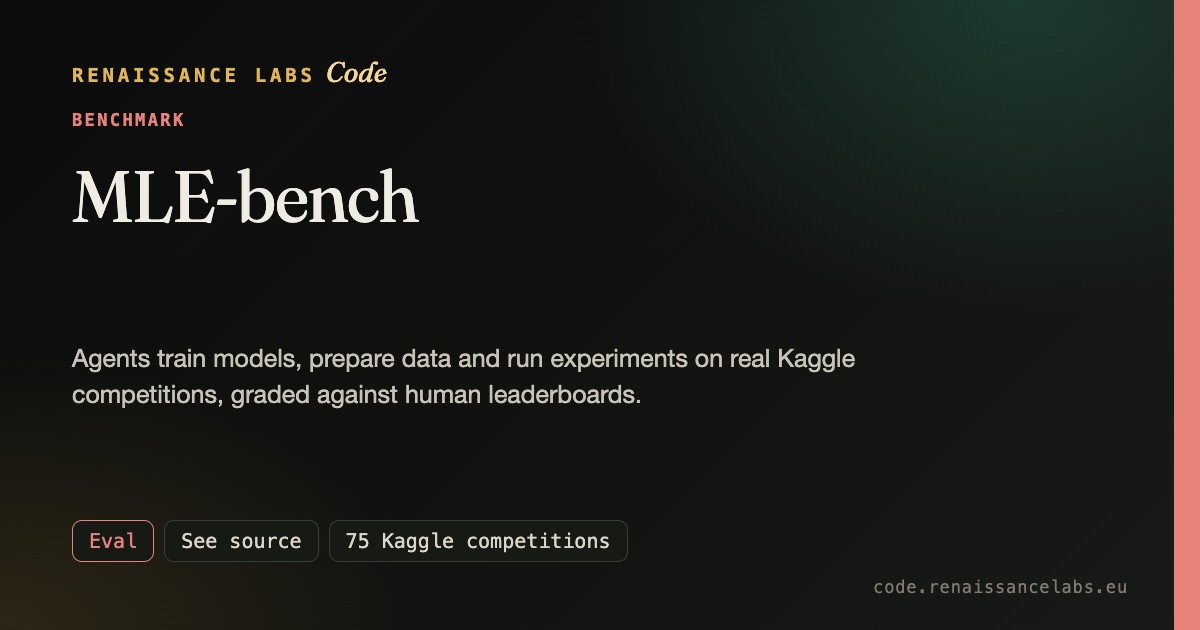 RENAISSANCE LABS Code
BENCHMARK
MLE-bench
Agents train models, prepare data and run experiments on real Kaggle
competitions, graded against human leaderboards.
Eval
See source
75 Kaggle competitions
code.renaissancelabs.eu